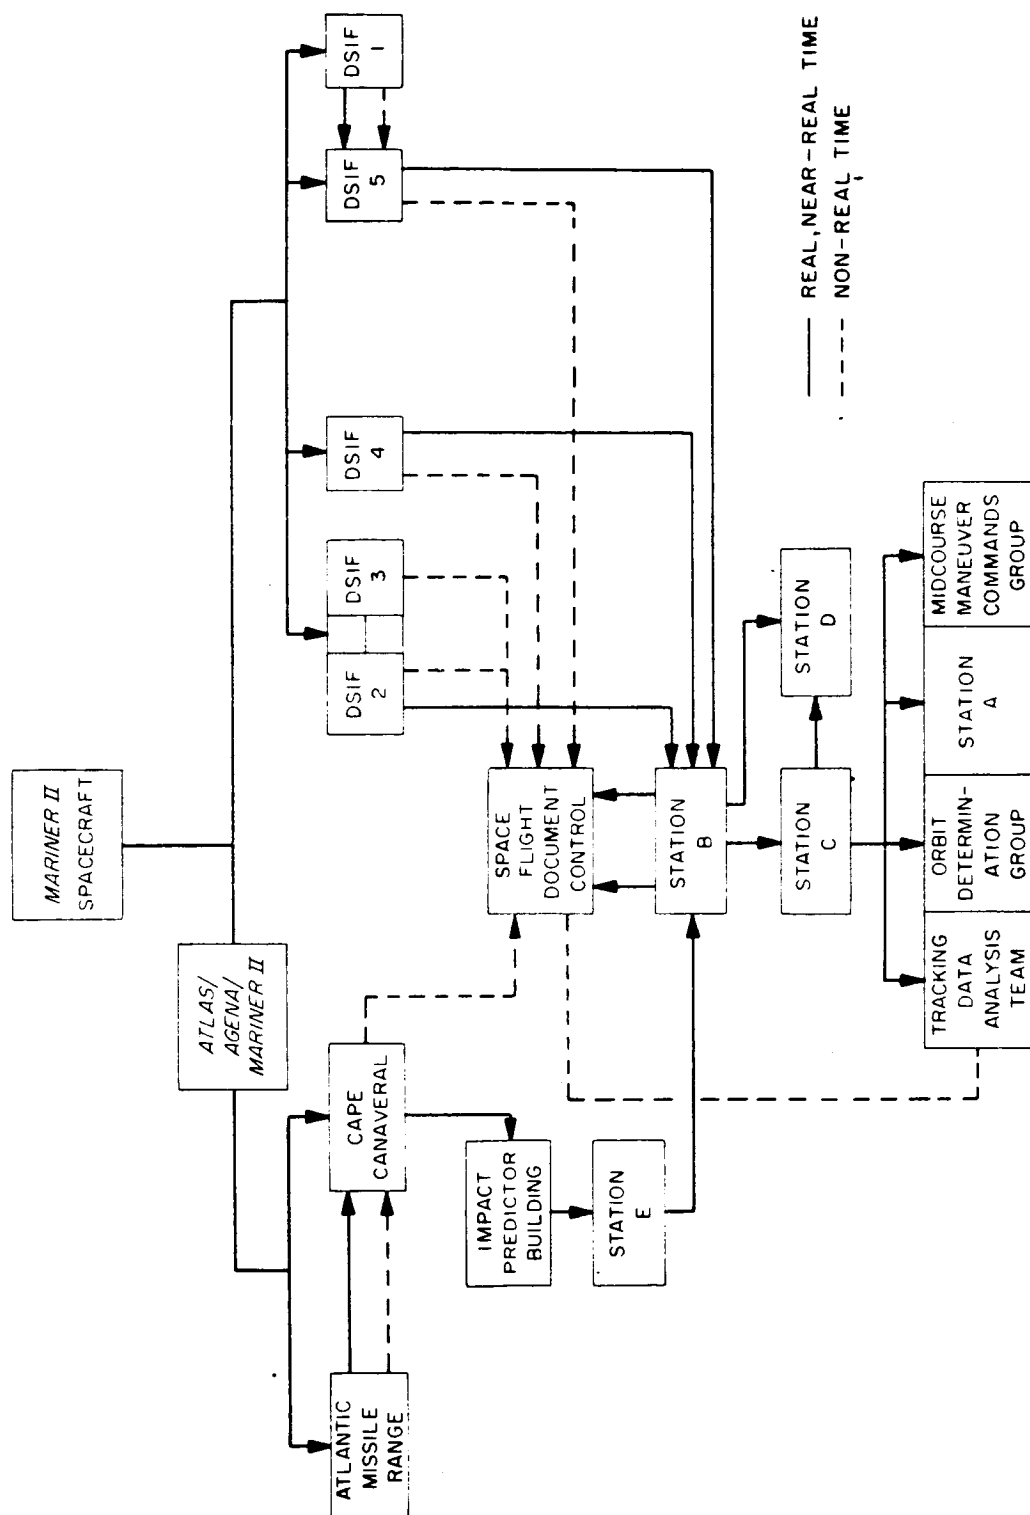 MARINER II
SPACECRAFT
ATLAS/
AGENA/
MARINER II
ATLANTIC
MISSILE
RANGE
CAPE
CANAVERAL
DSIF
2
DSIF
3
DSIF
4
DSIF
5
DSIF
1
IMPACT
PREDICTOR
BUILDING
STATION
E
SPACE
FLIGHT
DOCUMENT
CONTROL
STATION
B
STATION
C
STATION
D
TRACKING
DATA
ANALYSIS
TEAM
ORBIT
DETERMIN-
ATION
GROUP
STATION
A
MIDCOURSE
MANEUVER
COMMANDS
GROUP
REAL, NEAR-REAL TIME
NON-REAL TIME